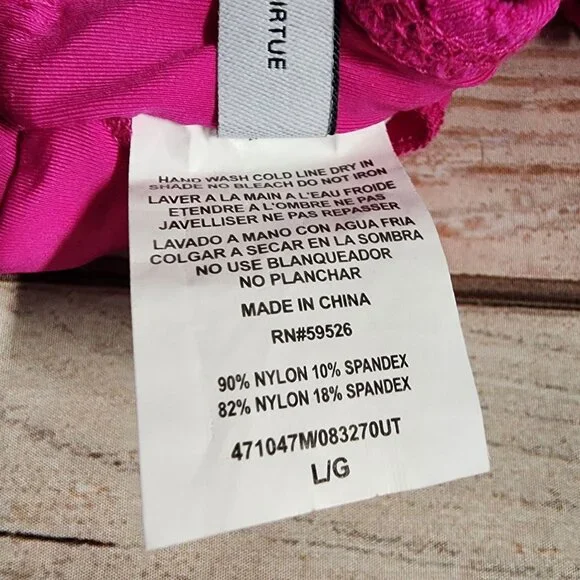 IRTUE
HAND WASH COLD LINE DRY IN
SHADE NO BLEACH DO NOT IRON
LAVER A LA MAIN A L'EAU FROIDE
ETENDRE A L'OMBRE NE PAS
JAVELLISER NE PAS REPASSER
LAVADO A MANO CON AGUA FRIA
COLGAR A SECAR EN LA SOMBRA
NO USE BLANQUEADOR
NO PLANCHAR
MADE IN CHINA
RN#59526
90% NYLON 10% SPANDEX
82% NYLON 18% SPANDEX
471047M/083270UT
L/G